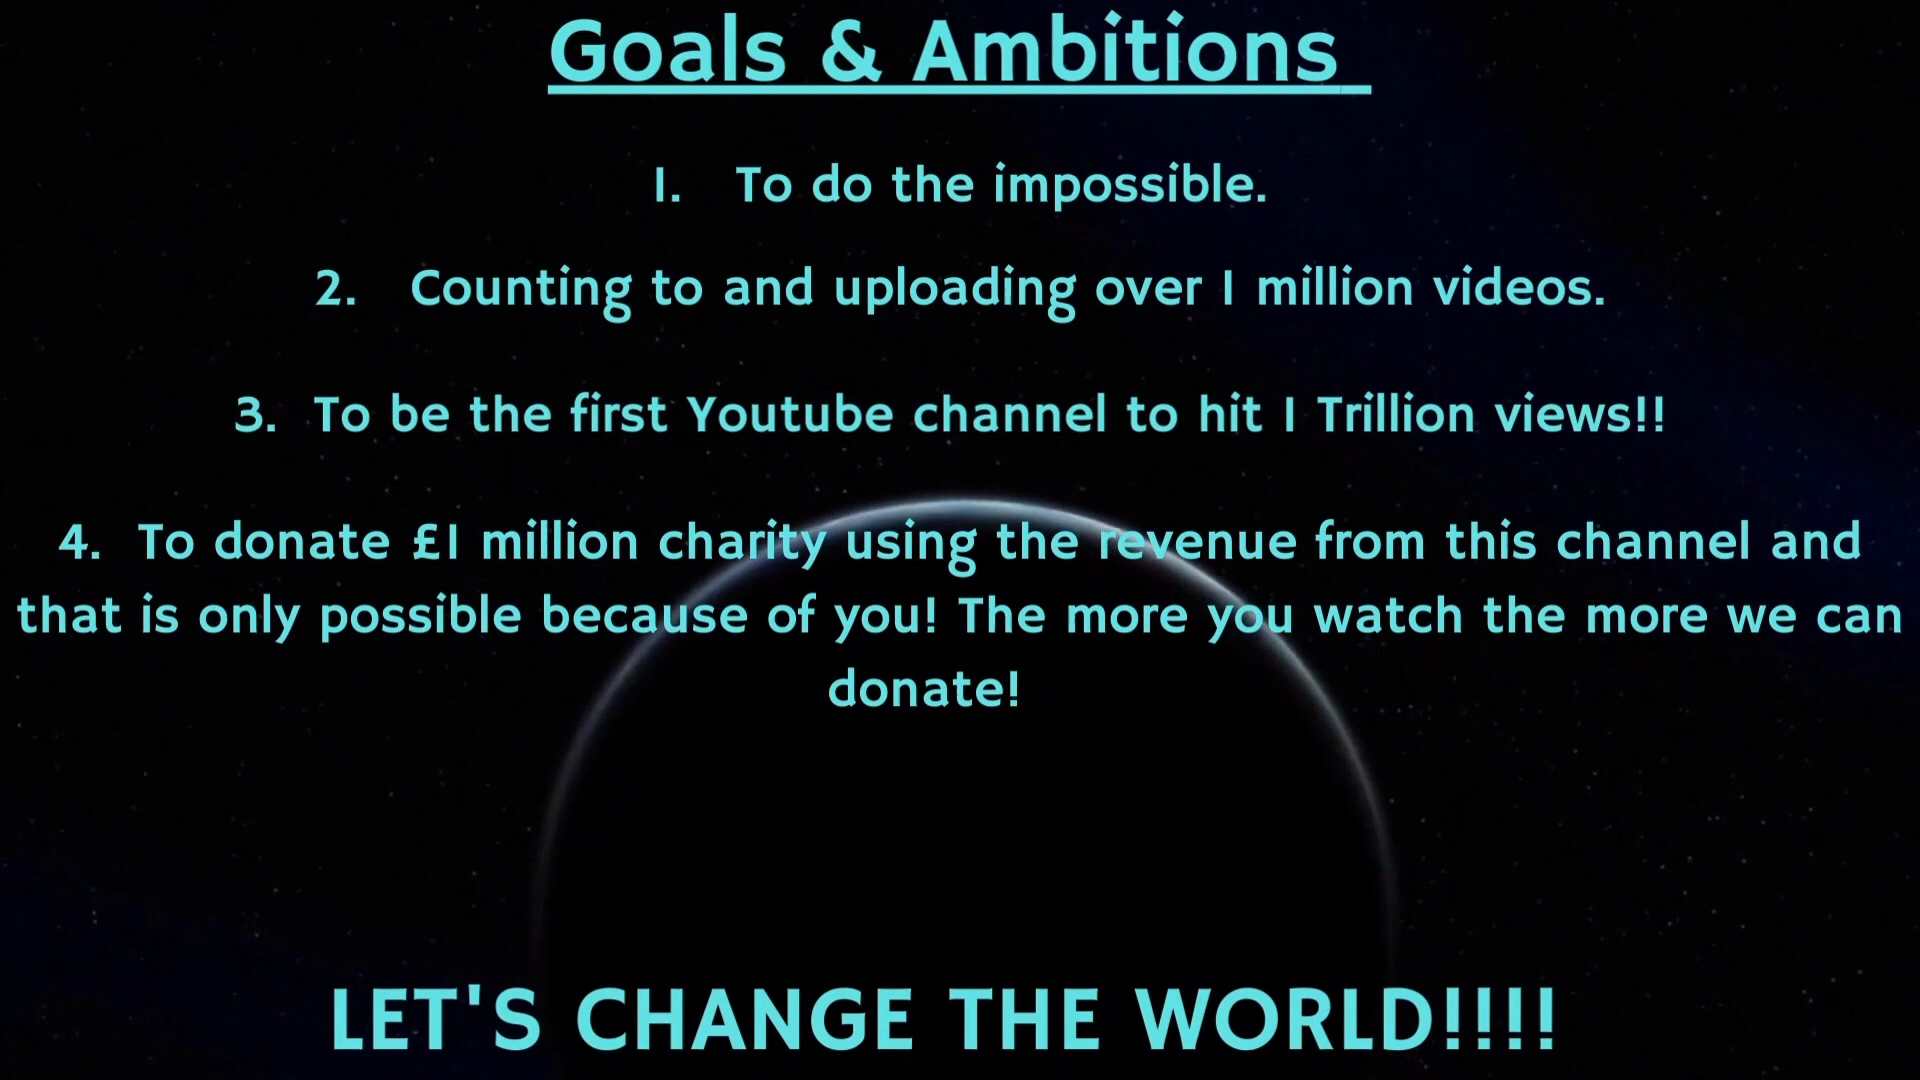 Goals & Ambitions
1. To do the impossible.
2. Counting to and uploading over 1 million videos.
3. To be the first Youtube channel to hit 1 Trillion views!!
4. To donate £1 million charity using the revenue from this channel and
that is only possible because of you! The more you watch the more we can
donate!
LET'S CHANGE THE WORLD!!!!